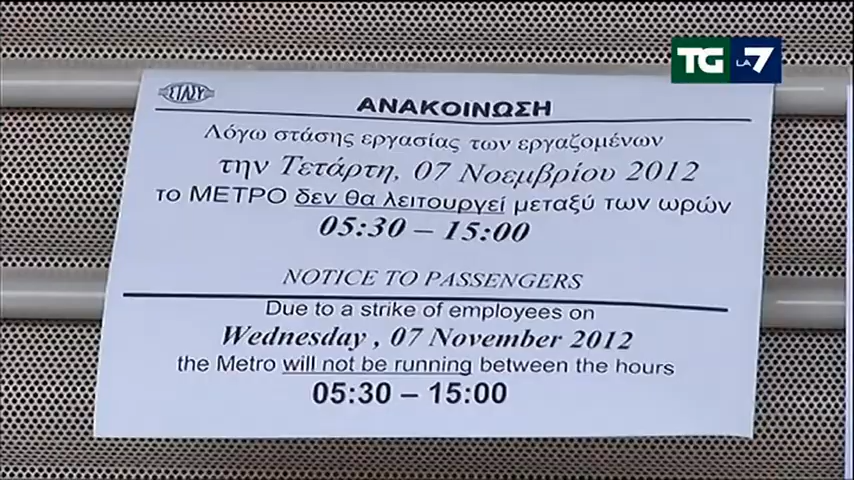 TG LA 7
ΣΤΑΣΥ
ΑΝΑΚΟΙΝΩΣΗ
Λόγω στάσης εργασίας των εργαζομένων
την Τετάρτη, 07 Νοεμβρίου 2012
το ΜΕΤΡΟ δεν θα λειτουργεί μεταξύ των ωρών
05:30 – 15:00
NOTICE TO PASSENGERS
Due to a strike of employees on
Wednesday , 07 November 2012
the Metro will not be running between the hours
05:30 – 15:00